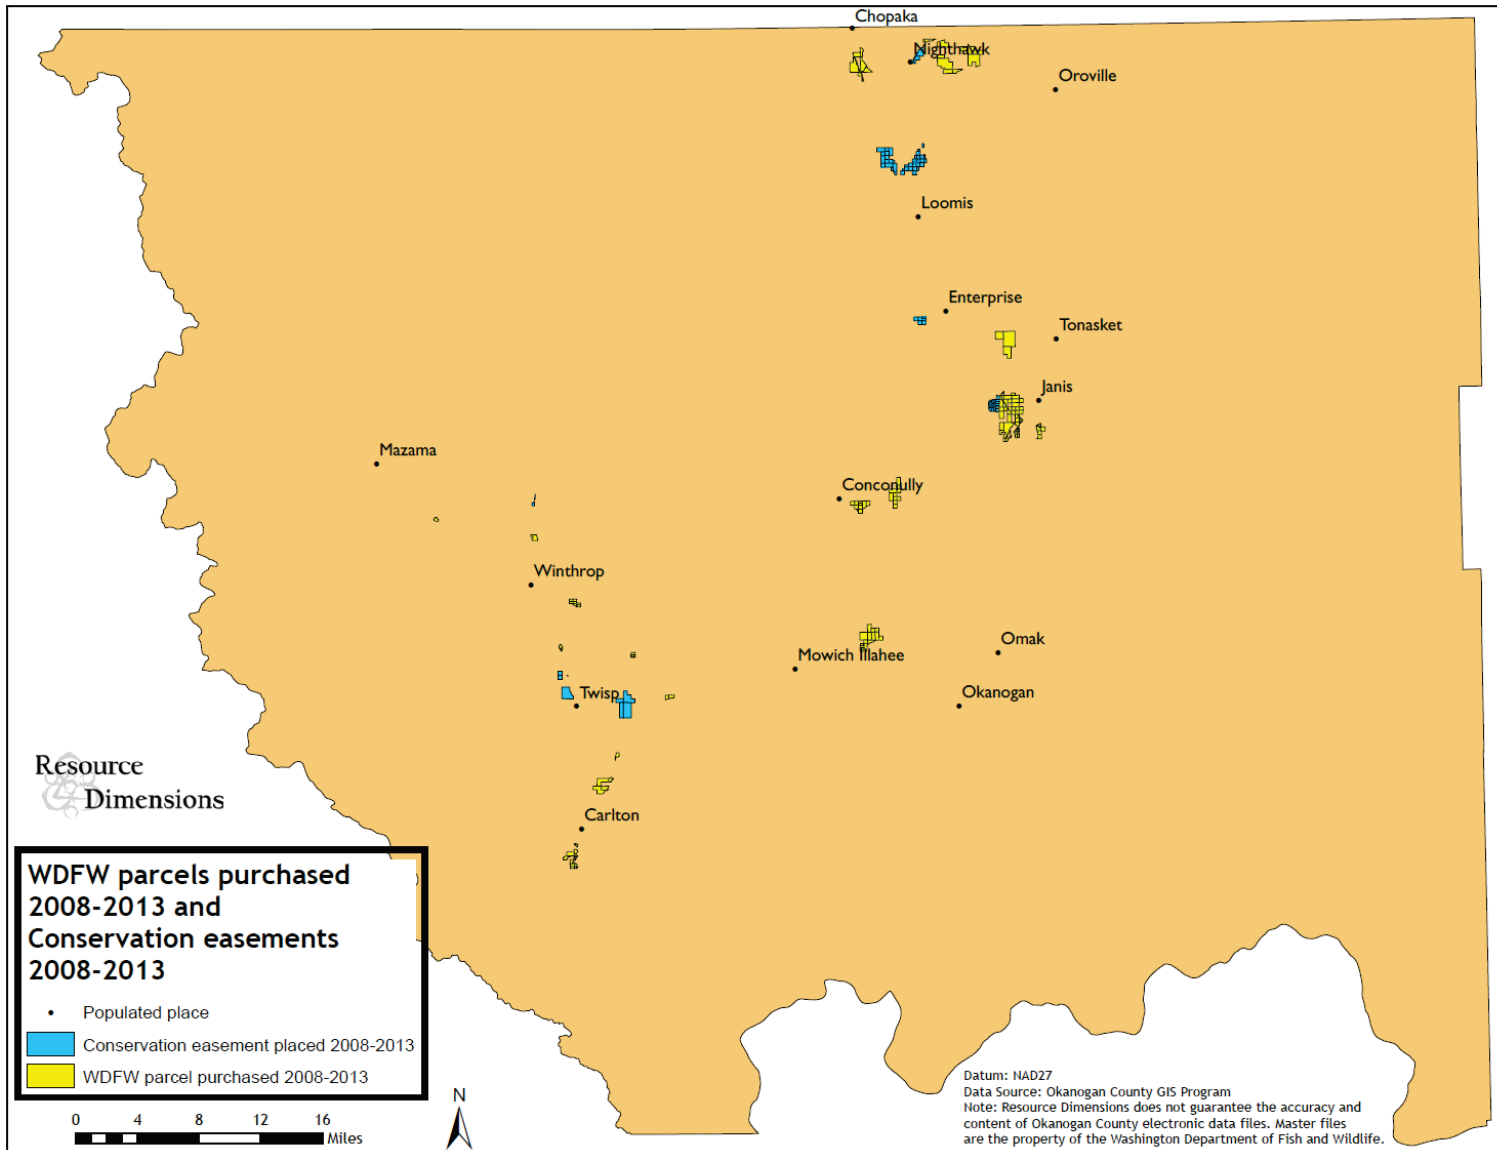 Chopaka
Nighthawk
Oroville
Loomis
Enterprise
Tonasket
Janis
Mazama
Conconully
Winthrop
Omak
Mowich Illahee
Twisp
Okanogan
Carlton
Resource
Dimensions
WDFW parcels purchased
2008-2013 and
Conservation easements
2008-2013
Populated place
Conservation easement placed 2008-2013
WDFW parcel purchased 2008-2013
0 4 8 12 16
Miles
N
Datum: NAD27
Data Source: Okanogan County GIS Program
Note: Resource Dimensions does not guarantee the accuracy and
content of Okanogan County electronic data files. Master files
are the property of the Washington Department of Fish and Wildlife.